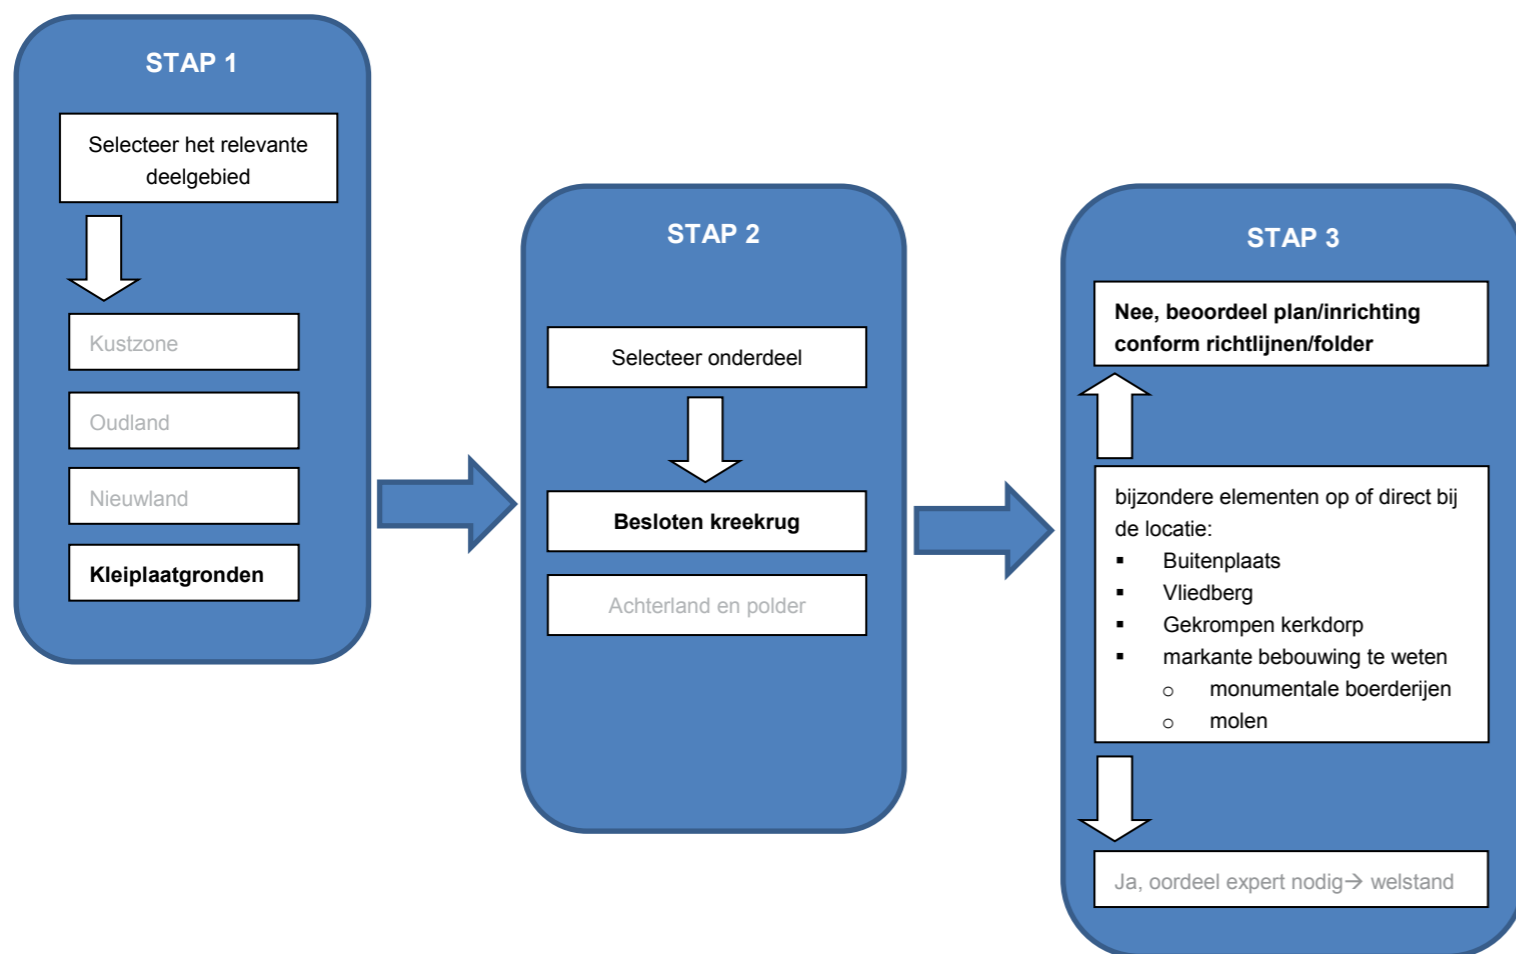 STAP 1
Selecteer het relevante
deelgebied
Kustzone
Oudland
Nieuwland
Kleiplaatgronden
STAP 2
Selecteer onderdeel
Besloten kreekrug
Achterland en polder
STAP 3
Nee, beoordeel plan/inrichting
conform richtlijnen/folder
bijzondere elementen op of direct bij
de locatie:
▪ Buitenplaats
▪ Vliedberg
▪ Gekrompen kerkdorp
▪ markante bebouwing te weten
o monumentale boerderijen
o molen
Ja, oordeel expert nodig→ welstand